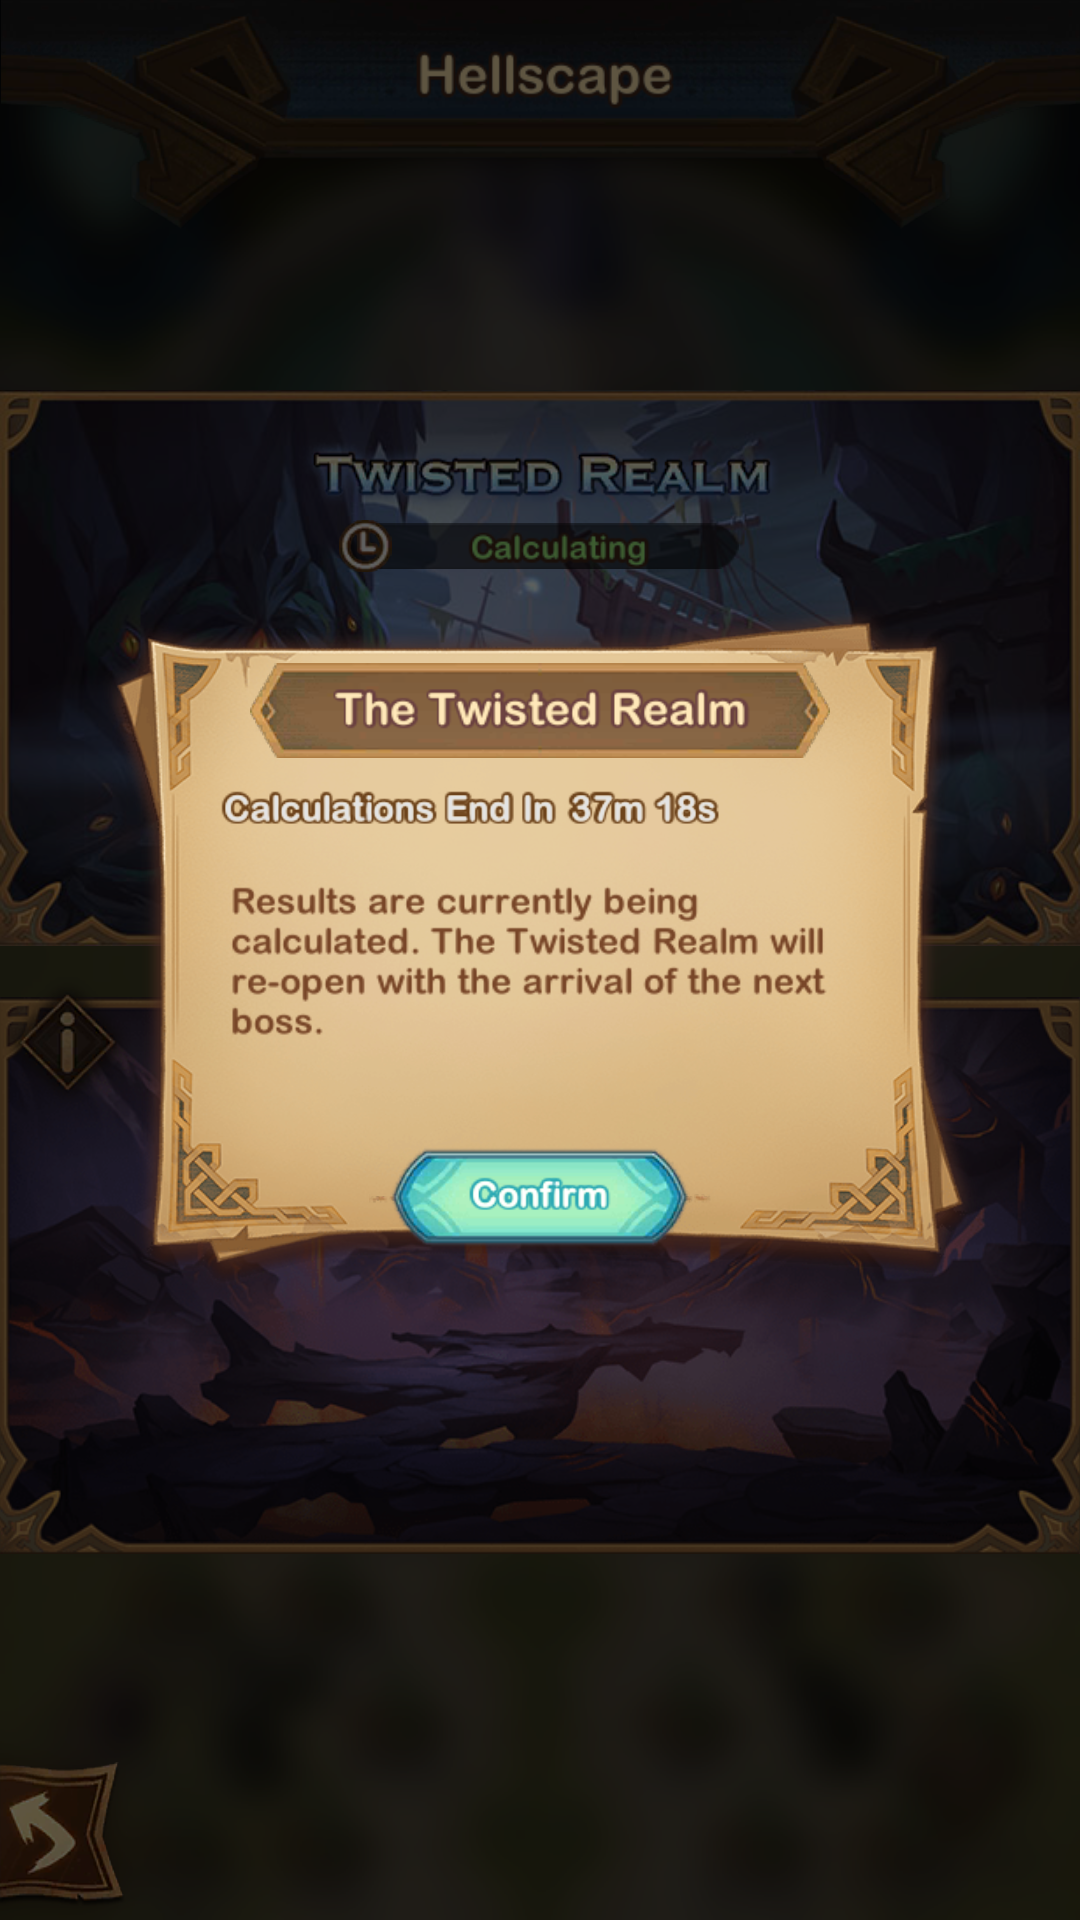 Hellscape
TWISTED REALM
Calculating
The Twisted Realm
Calculations End In 37m 18s
Results are currently being
calculated. The Twisted Realm will
re-open with the arrival of the next
boss.
Confirm